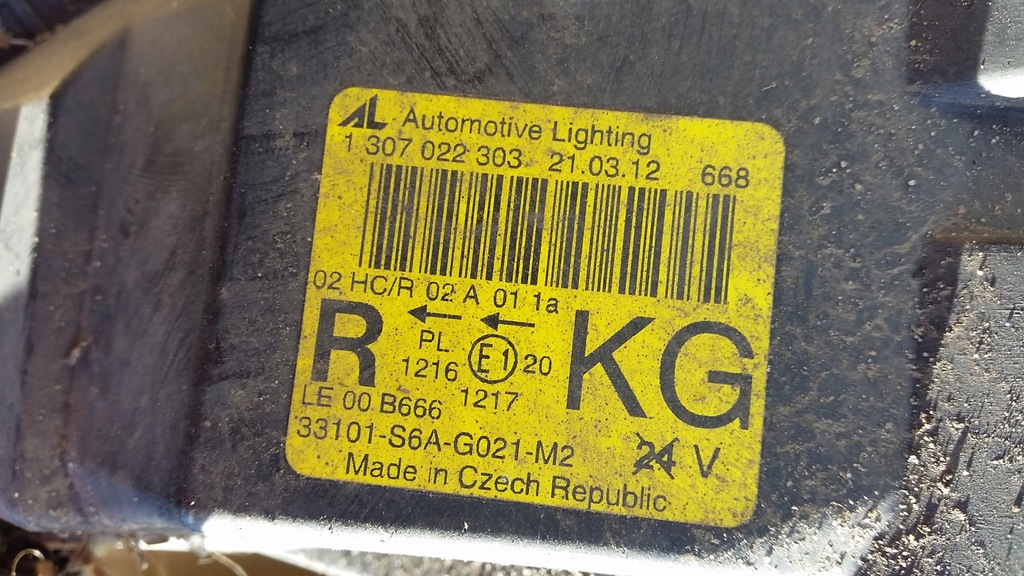 AL Automotive Lighting
1 307 022 303 21.03.12 668
02 HC/R 02 A 01 1a
R ← ← KG
PL E1 20
1216 1217
LE 00 B666
33101-S6A-G021-M2 24 V
Made in Czech Republic